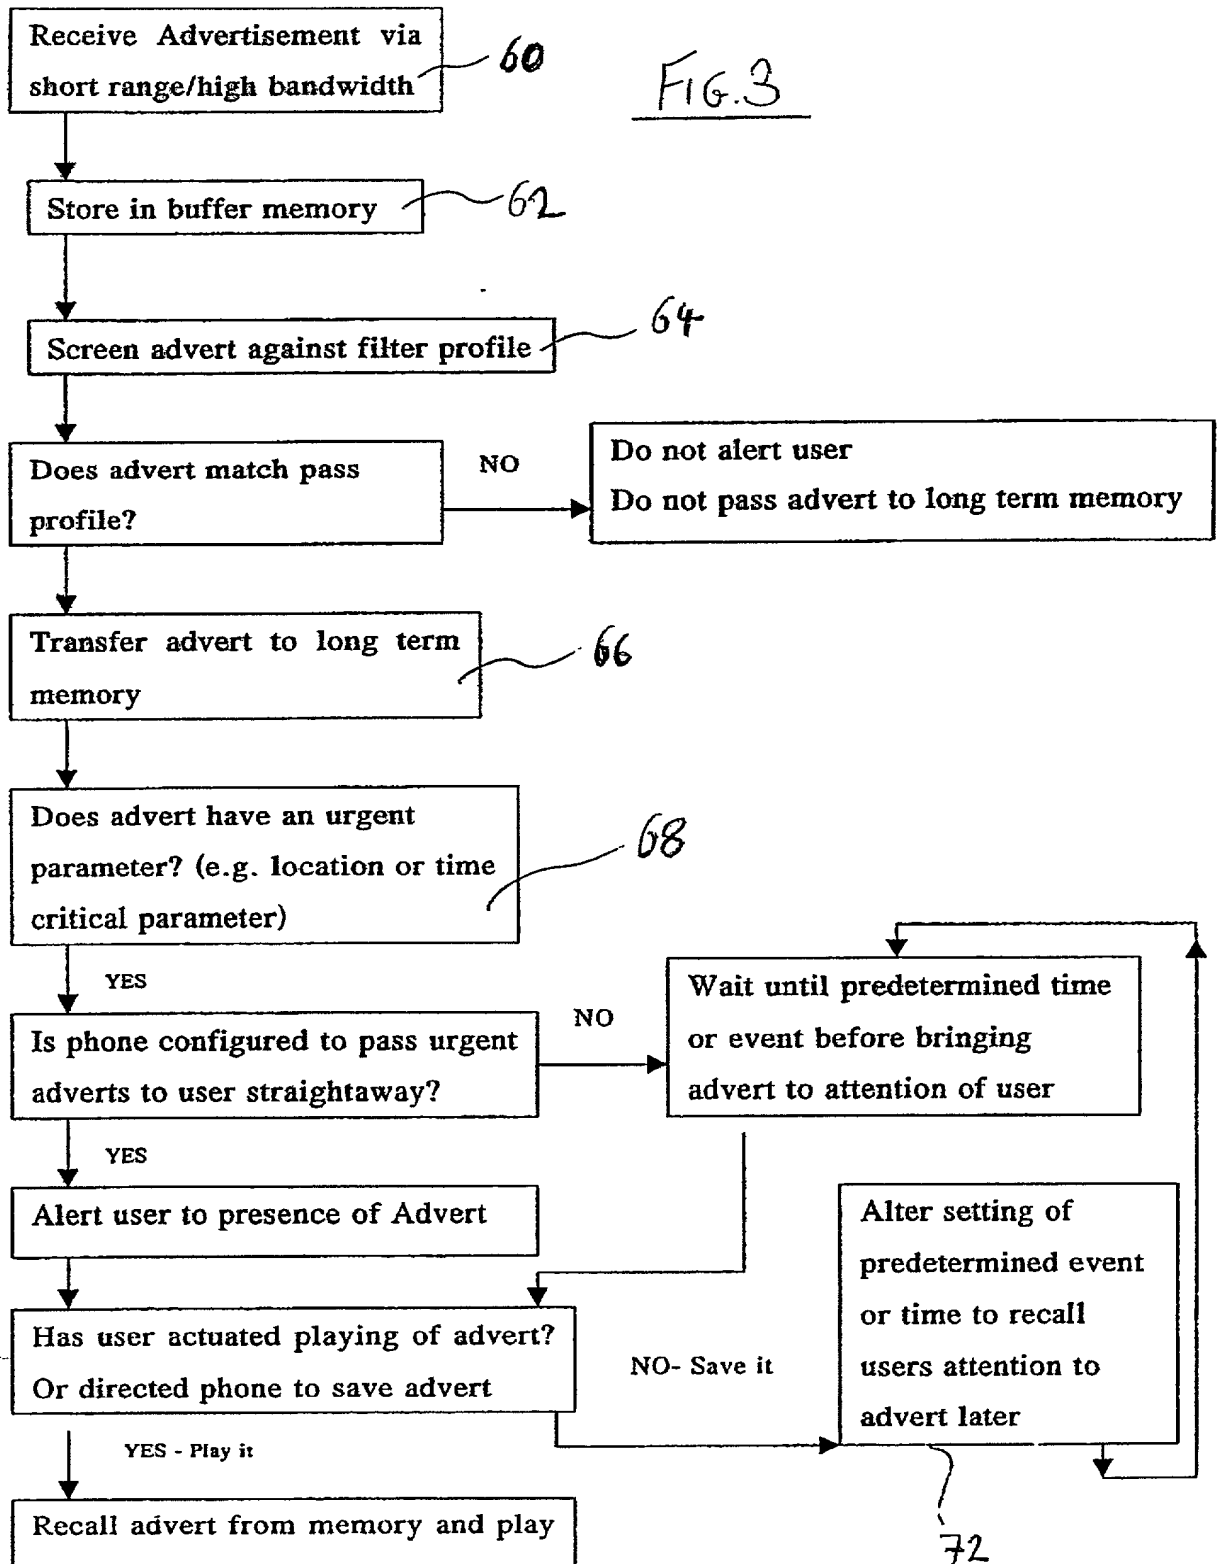 Receive Advertisement via
short range/high bandwidth
60
FIG.3
Store in buffer memory
62
Screen advert against filter profile
64
Does advert match pass
profile?
NO
Do not alert user
Do not pass advert to long term memory
Transfer advert to long term
memory
66
Does advert have an urgent
parameter? (e.g. location or time
critical parameter)
68
YES
Is phone configured to pass urgent
adverts to user straightaway?
NO
Wait until predetermined time
or event before bringing
advert to attention of user
YES
Alert user to presence of Advert
Has user actuated playing of advert?
Or directed phone to save advert
NO- Save it
Alter setting of
predetermined event
or time to recall
users attention to
advert later
72
YES - Play it
Recall advert from memory and play